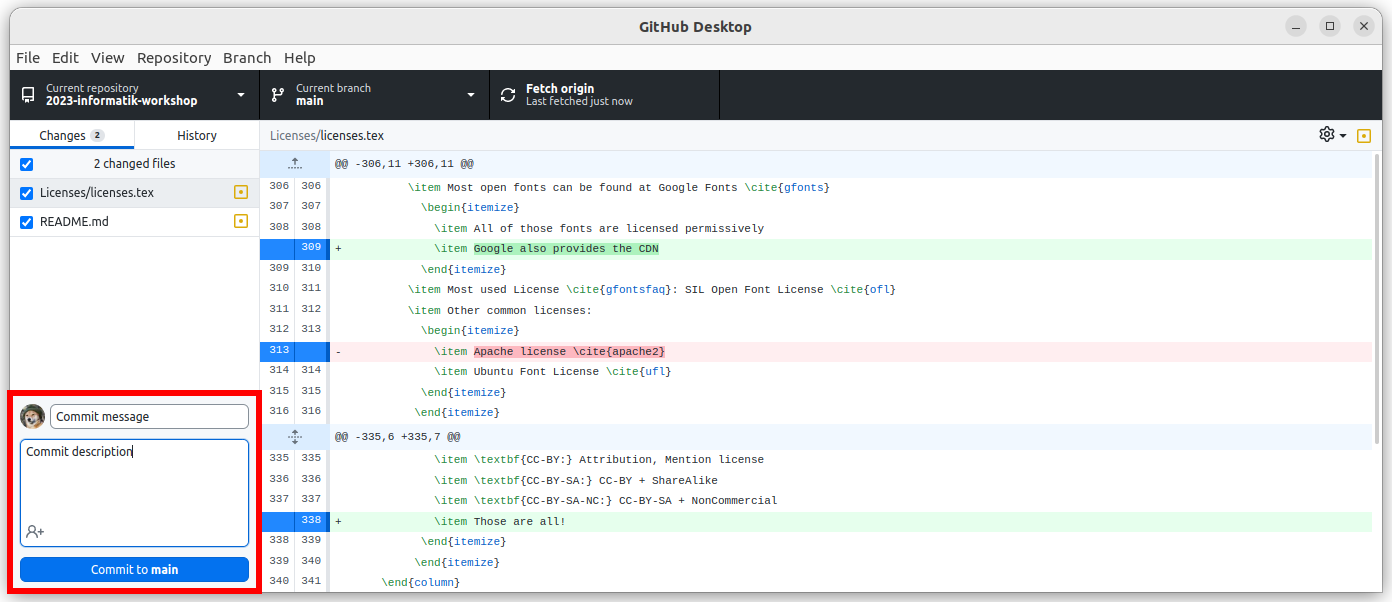 GitHub Desktop
File Edit View Repository Branch Help
Current repository
2023-informatik-workshop
Current branch
main
Fetch origin
Last fetched just now
Changes 2
History
2 changed files
Licenses/licenses.tex
README.md
Commit message
Commit description
Commit to main
Licenses/licenses.tex
@@ -306,11 +306,11 @@
306 306 \item Most open fonts can be found at Google Fonts \cite{gfonts}
307 307 \begin{itemize}
308 308 \item All of those fonts are licensed permissively
309 + \item Google also provides the CDN
309 310 \end{itemize}
310 311 \item Most used License \cite{gfontsfaq}: SIL Open Font License \cite{ofl}
311 312 \item Other common licenses:
312 313 \begin{itemize}
313 - \item Apache license \cite{apache2}
314 314 \item Ubuntu Font License \cite{ufl}
315 315 \end{itemize}
316 316 \end{itemize}
@@ -335,6 +335,7 @@
335 335 \item \textbf{CC-BY:} Attribution, Mention license
336 336 \item \textbf{CC-BY-SA:} CC-BY + ShareAlike
337 337 \item \textbf{CC-BY-SA-NC:} CC-BY-SA + NonCommercial
338 + \item Those are all!
338 339 \end{itemize}
339 340 \end{itemize}
340 341 \end{column}